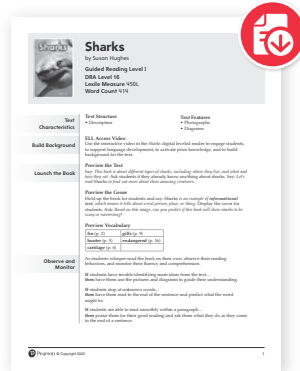 Sharks
Sharks
by Susan Hughes
Guided Reading Level I
DRA Level 16
Lexile Measure 450L
Word Count 414
Text
Characteristics
Text Structure
• Description
Text Features
• Photographs
• Diagrams
Build Background
ELL Access Video
Use the interactive video in the Sharks digital leveled reader to engage students,
to support language development, to activate prior knowledge, and to build
background for the text.
Launch the Book
Preview the Text
Say: This book is about different types of sharks, including where they live, and what and
how they eat. Ask students if they already know anything about sharks. Say: Let's
read Sharks to find out more about these amazing creatures.
Preview the Genre
Hold up the book for students and say: Sharks is an example of informational
text, which means it tells about a real person, place, or thing. Display the cover for
students. Ask: Based on this image, can you predict if this book will show sharks to be
scary or interesting?
Preview Vocabulary
fin (p. 2)
gills (p. 9)
hunter (p. 5)
endangered (p. 16)
cartilage (p. 6)
Observe and
Monitor
As students whisper-read the book on their own, observe their reading
behaviors, and monitor their fluency and comprehension.
If students have trouble identifying main ideas from the text...
then have them use the pictures and diagrams to guide their understanding.
If students stop at unknown words...
then have them read to the end of the sentence and predict what the word
might be.
If students are able to read smoothly within a paragraph...
then praise them for their good reading and ask them what they do as they come
to the end of a sentence.
Pearson © Copyright 2020
1